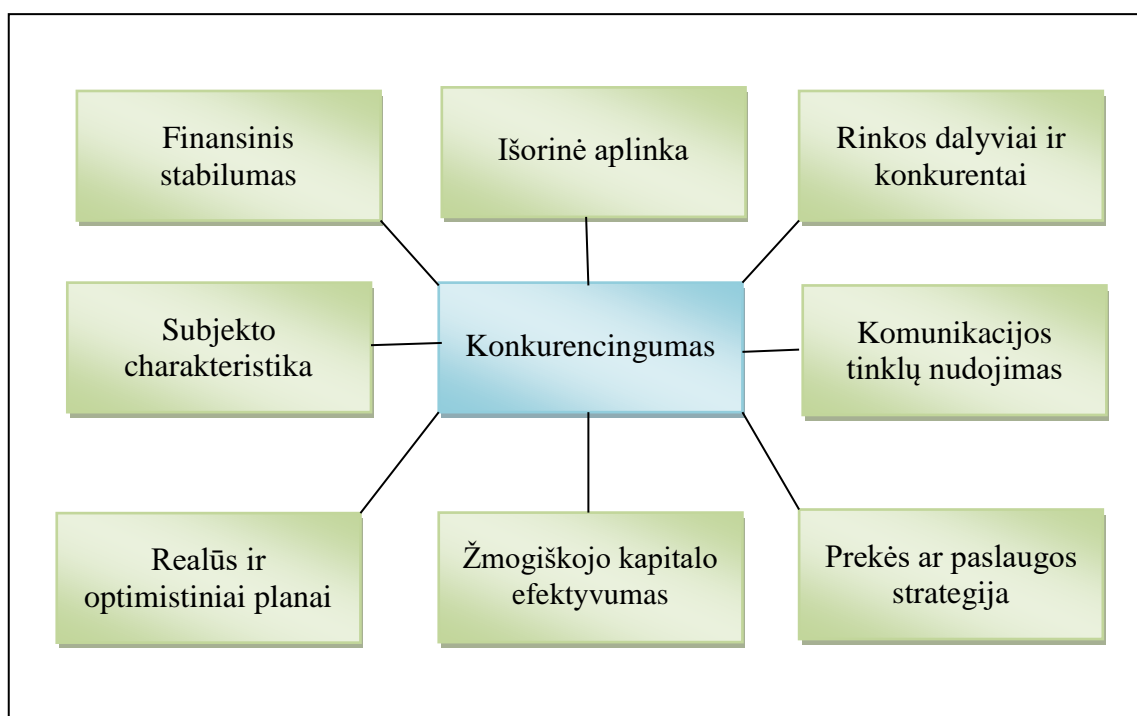 Finansinis
stabilumas
Išorinė aplinka
Rinkos dalyviai ir
konkurentai
Subjekto
charakteristika
Konkurencingumas
Komunikacijos
tinklų nudojimas
Realūs ir
optimistiniai planai
Žmogiškojo kapitalo
efektyvumas
Prekės ar paslaugos
strategija